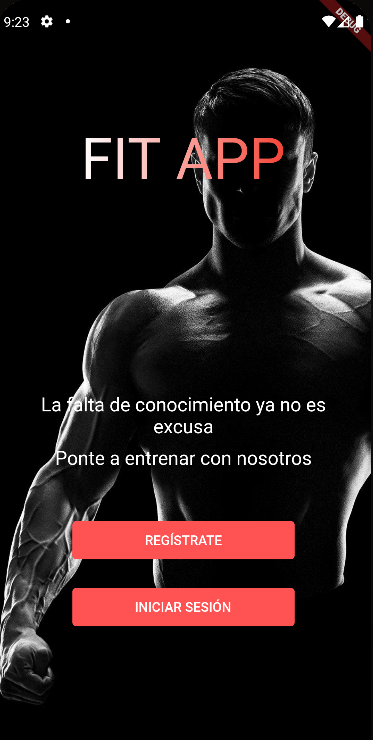 9:23
DEBUG
FIT APP
La falta de conocimiento ya no es
excusa
Ponte a entrenar con nosotros
REGÍSTRATE
INICIAR SESIÓN